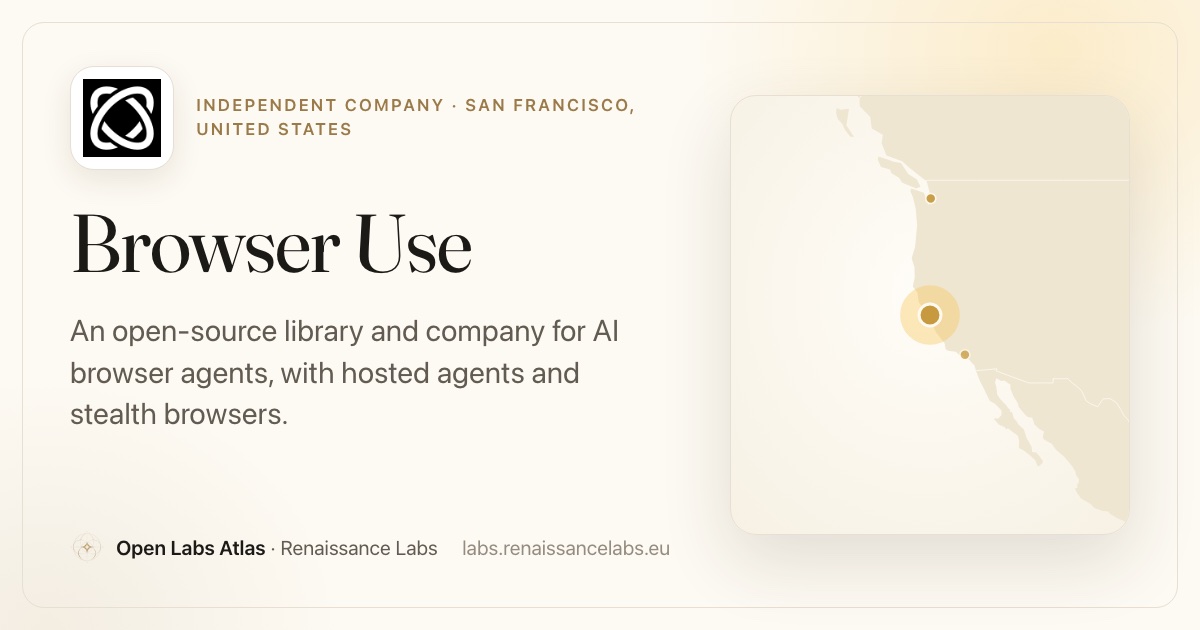 INDEPENDENT COMPANY · SAN FRANCISCO,
UNITED STATES
Browser Use
An open-source library and company for AI
browser agents, with hosted agents and
stealth browsers.
Open Labs Atlas · Renaissance Labs labs.renaissancelabs.eu